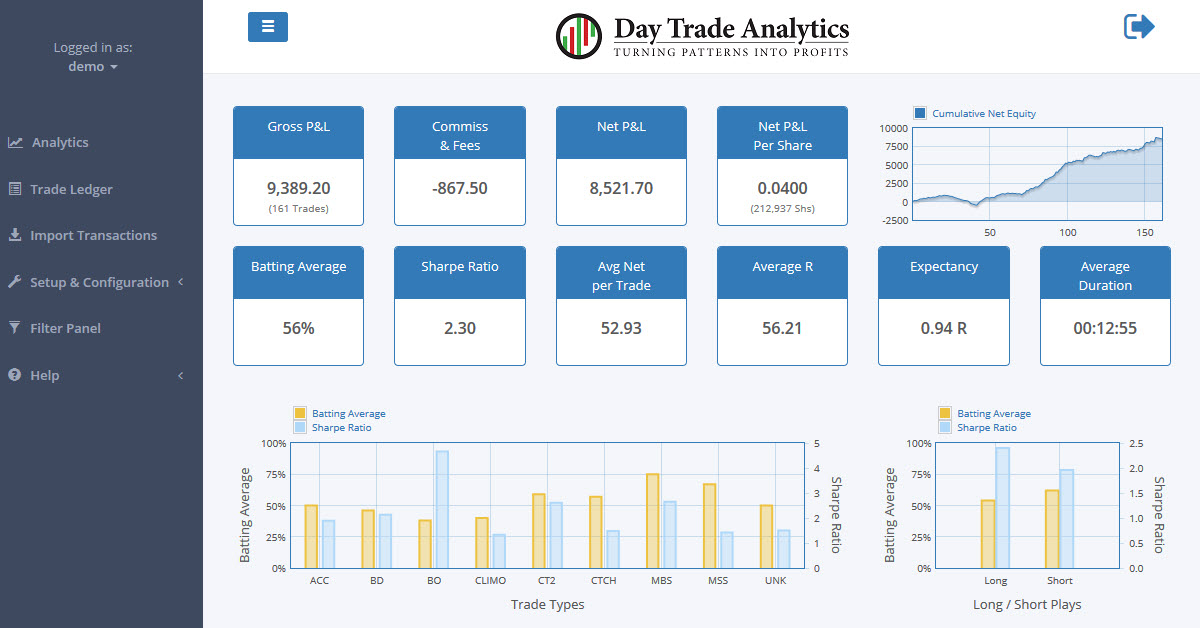 Logged in as:
demo
Analytics
Trade Ledger
Import Transactions
Setup & Configuration
Filter Panel
Help
Day Trade Analytics
TURNING PATTERNS INTO PROFITS
Gross P&L
9,389.20
(161 Trades)
Commiss
& Fees
-867.50
Net P&L
8,521.70
Net P&L
Per Share
0.0400
(212,937 Shs)
Cumulative Net Equity
10000
7500
5000
2500
0
-2500
50
100
150
Batting Average
56%
Sharpe Ratio
2.30
Avg Net
per Trade
52.93
Average R
56.21
Expectancy
0.94 R
Average
Duration
00:12:55
Batting Average
Sharpe Ratio
100%
75%
50%
25%
0%
Batting Average
5
4
3
2
1
0
Sharpe Ratio
ACC BD BO CLIMO CT2 CTCH MBS MSS UNK
Trade Types
Batting Average
Sharpe Ratio
100%
75%
50%
25%
0%
Batting Average
2.5
2.0
1.5
1.0
0.5
0.0
Sharpe Ratio
Long Short
Long / Short Plays